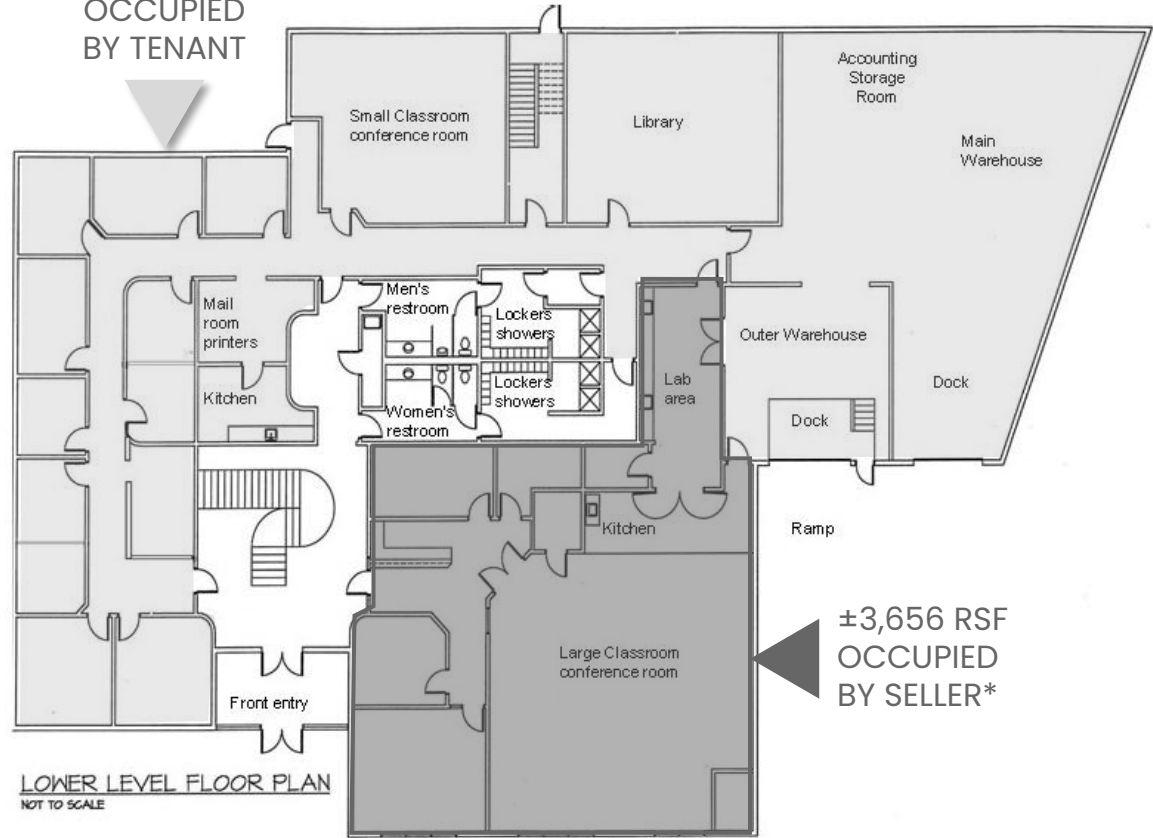 OCCUPIED
BY TENANT
Small Classroom
conference room
Library
Accounting
Storage
Room
Main
Warehouse
Mail
room
printers
Men's
restroom
Lockers
showers
Outer Warehouse
Lab
area
Dock
Kitchen
Lockers
showers
Women's
restroom
Dock
Kitchen
Ramp
Large Classroom
conference room
±3,656 RSF
OCCUPIED
BY SELLER*
Front entry
LOWER LEVEL FLOOR PLAN
NOT TO SCALE